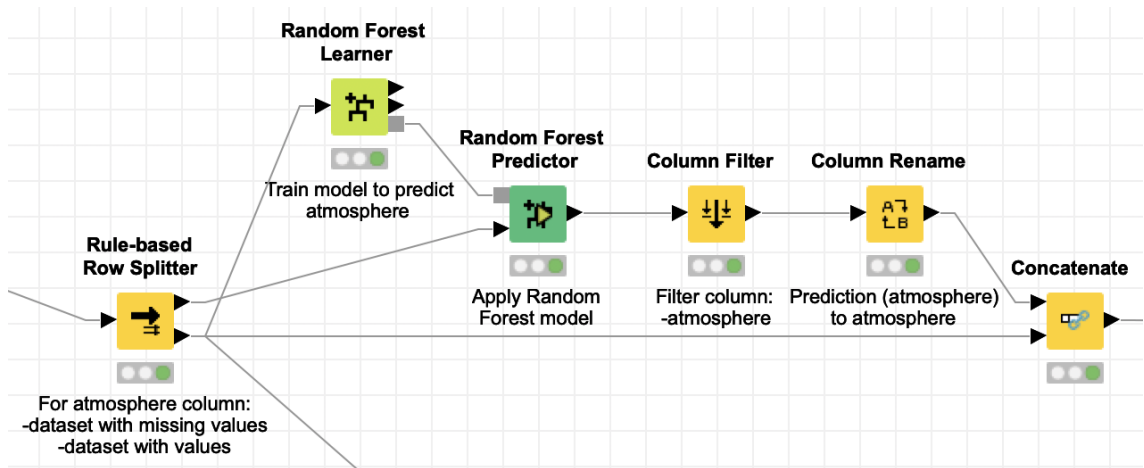 Random Forest
Learner
Train model to predict
atmosphere
Random Forest
Predictor
Apply Random
Forest model
Column Filter
Filter column:
-atmosphere
Column Rename
A
B
Prediction (atmosphere)
to atmosphere
Rule-based
Row Splitter
For atmosphere column:
-dataset with missing values
-dataset with values
Concatenate